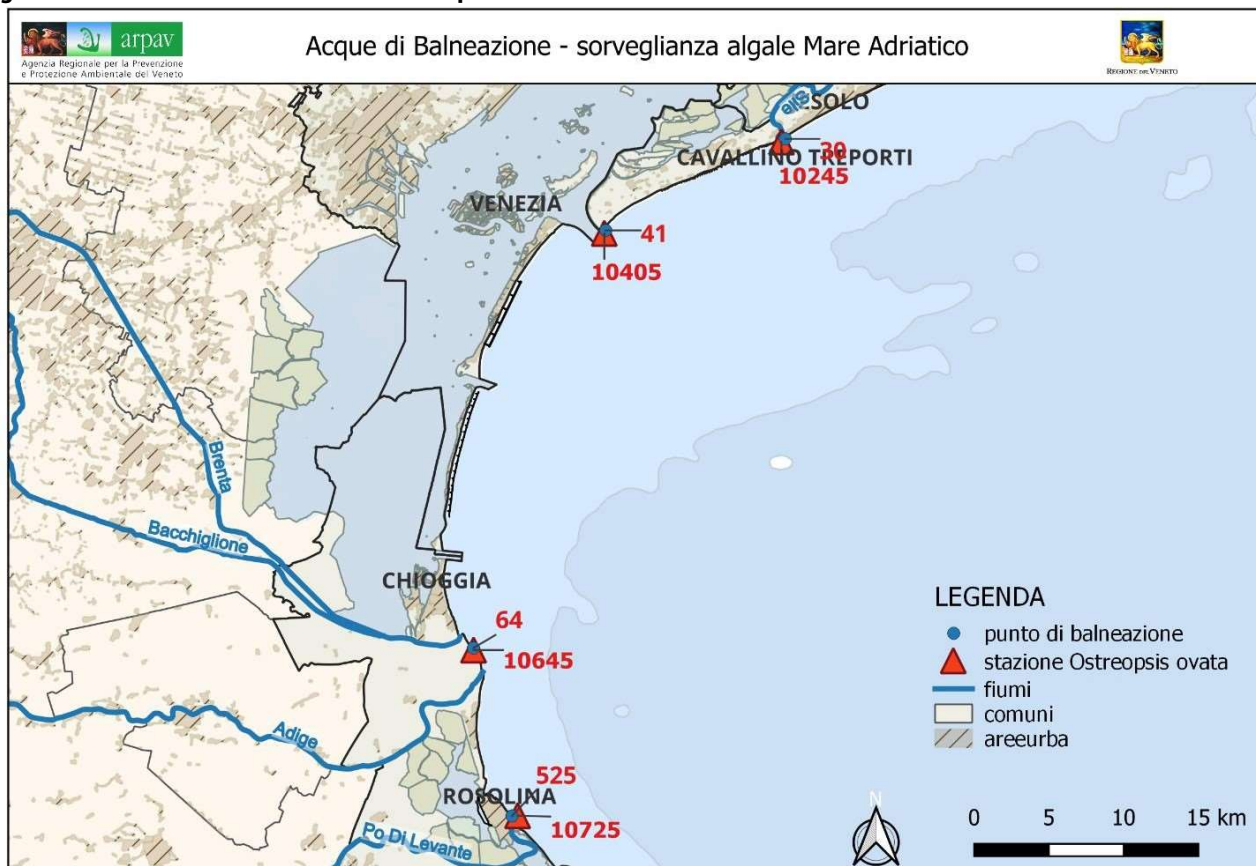 arpav
Agenzia Regionale per la Prevenzione
e Protezione Ambientale del Veneto
Acque di Balneazione - sorveglianza algale Mare Adriatico
REGIONE DEL VENETO
Sile
SOLO
30
CAVALLINO TREPORTI
10245
VENEZIA
41
10405
Brenta
Bacchiglione
CHIOGGIA
64
10645
Adige
525
ROSOLINA
10725
Po Di Levante
LEGENDA
punto di balneazione
stazione Ostreopsis ovata
fiumi
comuni
areeurba
N
0 5 10 15 km